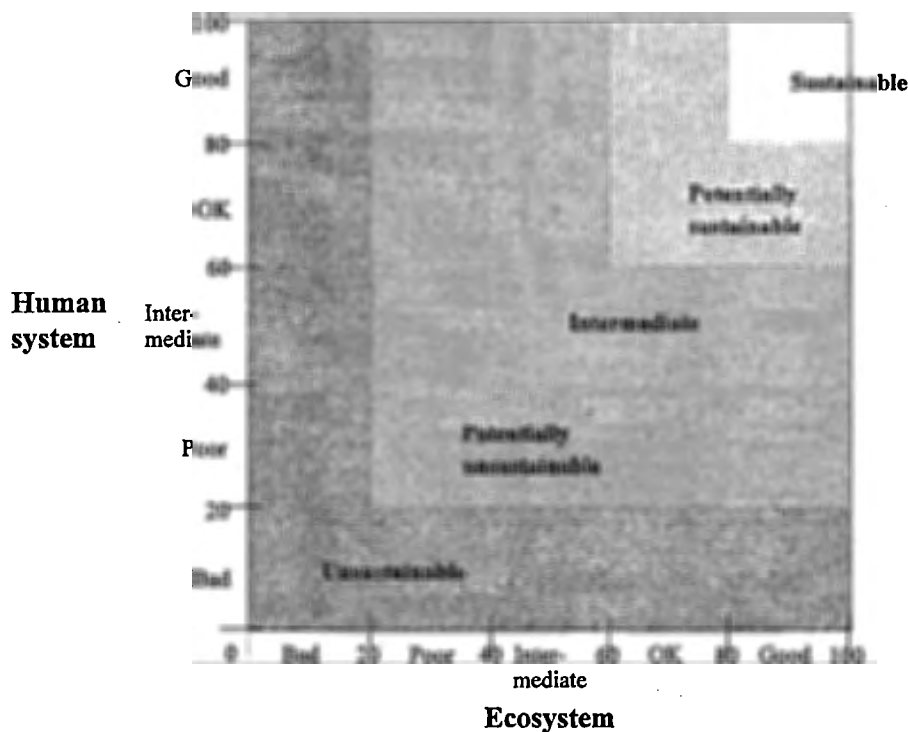 100
Good
Sustainable
80
Potentially
OK
sustainable
60
Human
system
Inter-
mediate
Intermediate
40
Potentially
Poor
unsustainable
20
Bad
Unsustainable
0 Bad 20 Poor 40 Inter- 60 OK 80 Good 100
mediate
Ecosystem